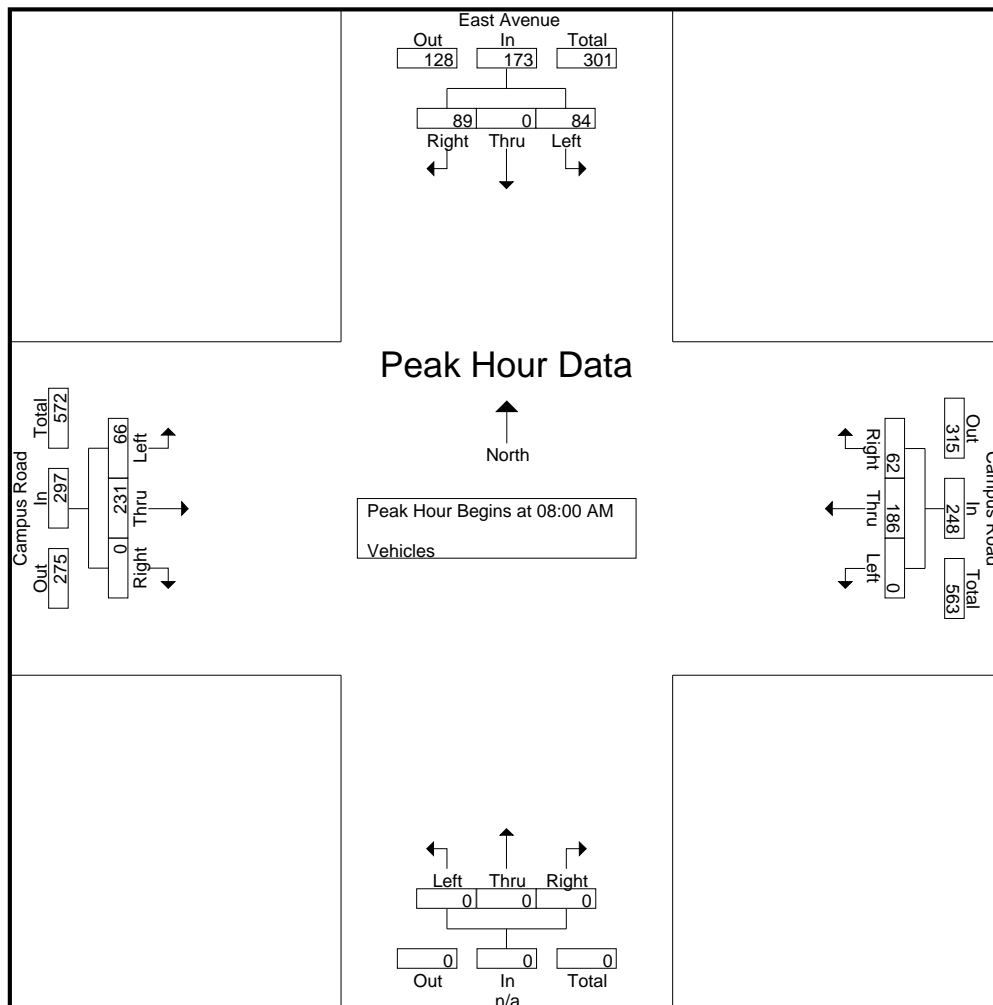 East Avenue
Out In Total
128 173 301
89 0 84
Right Thru Left
Peak Hour Data
North
Peak Hour Begins at 08:00 AM
Vehicles
Campus Road
Total In Out
572 297 275
66 231 0
Left Thru Right
Campus Road
Out In Total
315 248 563
62 186 0
Right Thru Left
Left Thru Right
0 0 0
0 0 0
Out In Total
n/a